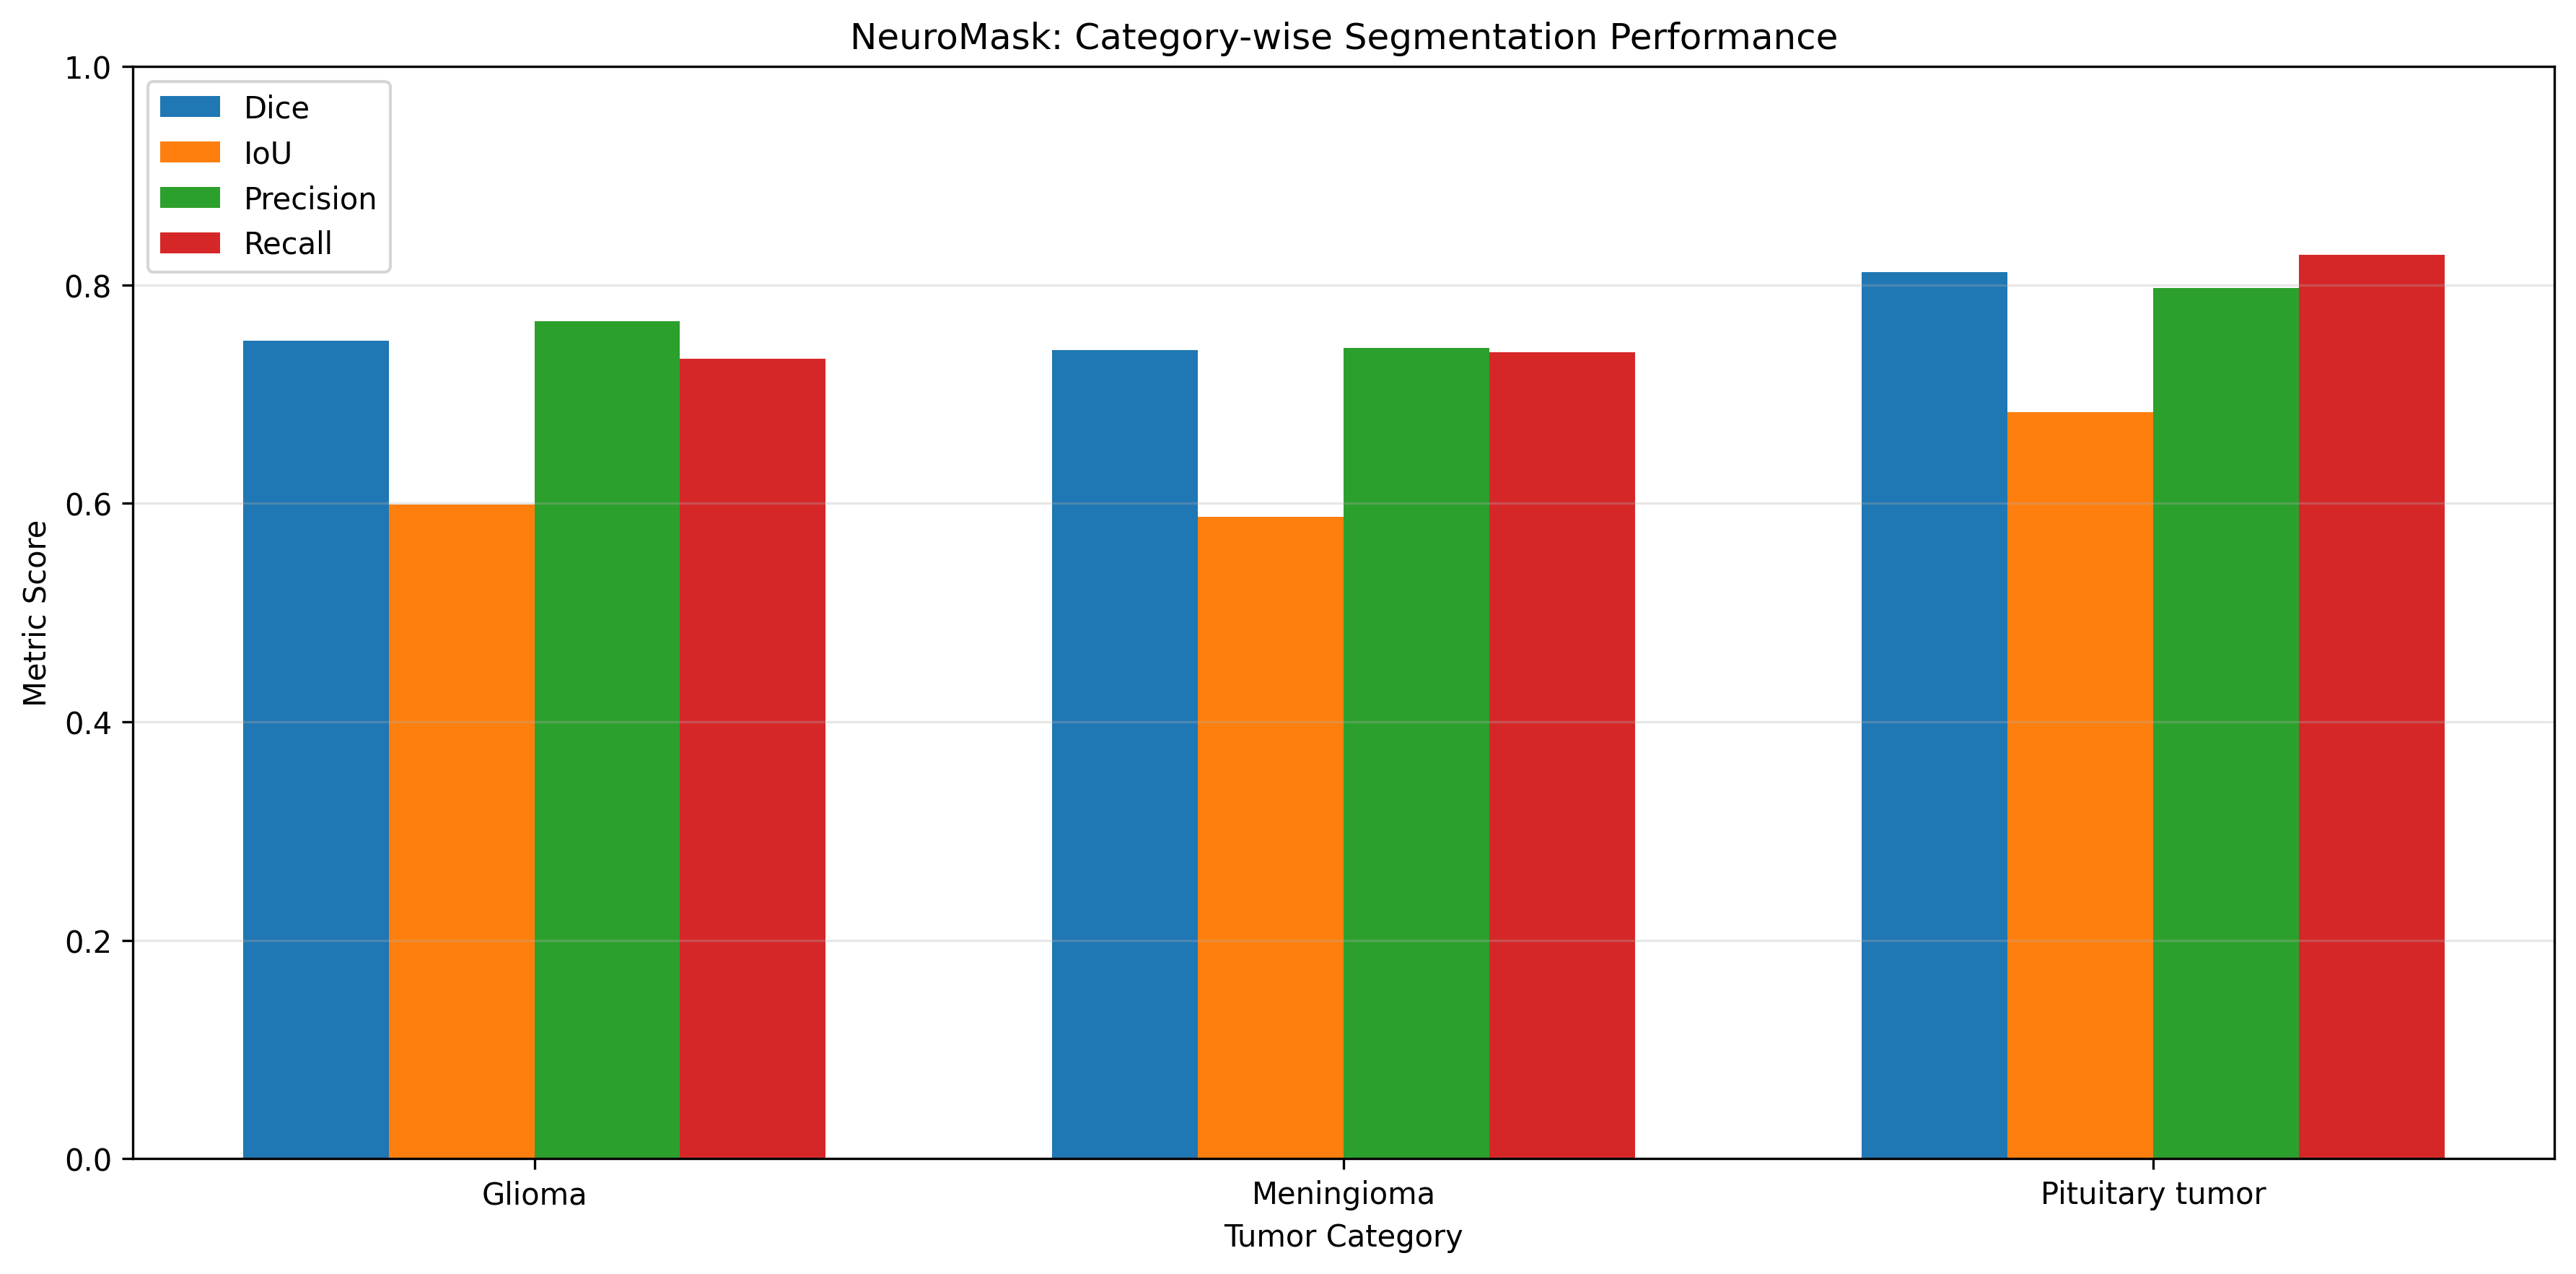 NeuroMask: Category-wise Segmentation Performance
1.0
0.8
0.6
0.4
0.2
0.0
Metric Score
Dice
IoU
Precision
Recall
Glioma
Meningioma
Pituitary tumor
Tumor Category